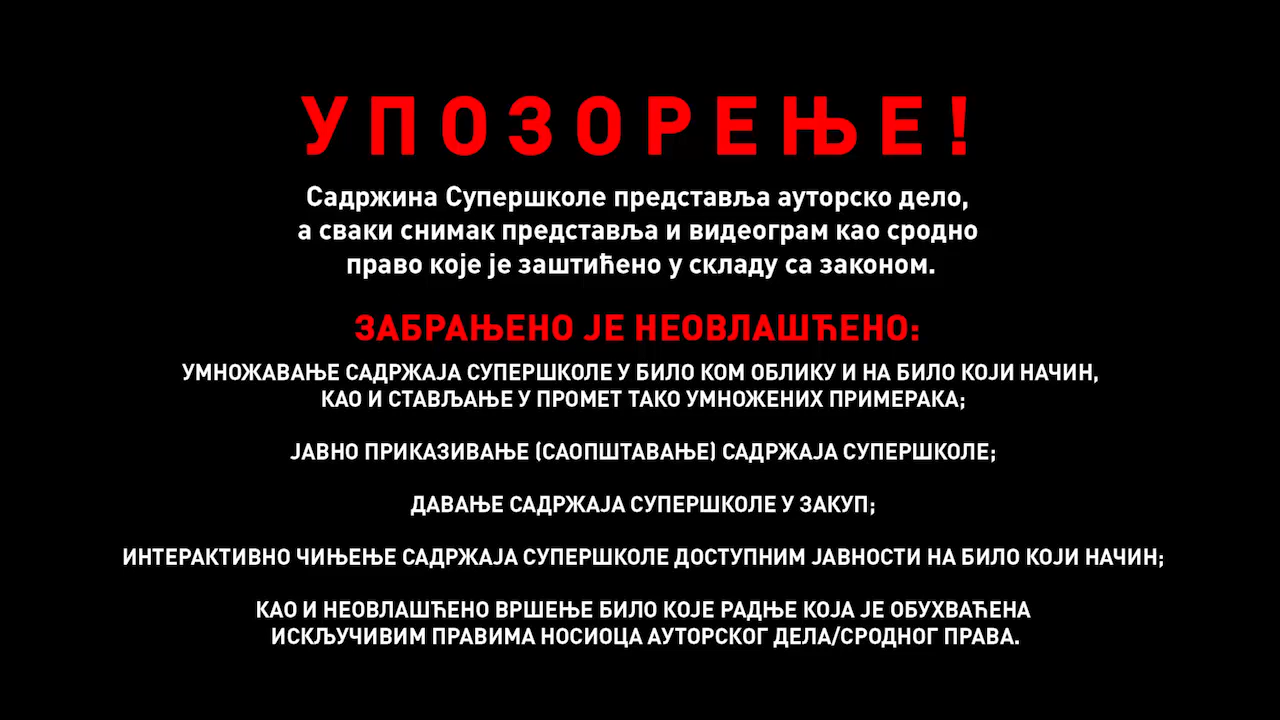 УПОЗОРЕЊЕ!
Садржина Супершколе представља ауторско дело,
а сваки снимак представља и видеограм као сродно
право које је заштићено у складу са законом.
ЗАБРАЊЕНО ЈЕ НЕОВЛАШЋЕНО:
УМНОЖАВАЊЕ САДРЖАЈА СУПЕРШКОЛЕ У БИЛО КОМ ОБЛИКУ И НА БИЛО КОЈИ НАЧИН,
КАО И СТАВЉАЊЕ У ПРОМЕТ ТАКО УМНОЖЕНИХ ПРИМЕРАКА;
ЈАВНО ПРИКАЗИВАЊЕ (САОПШТАВАЊЕ) САДРЖАЈА СУПЕРШКОЛЕ;
ДАВАЊЕ САДРЖАЈА СУПЕРШКОЛЕ У ЗАКУП;
ИНТЕРАКТИВНО ЧИЊЕЊЕ САДРЖАЈА СУПЕРШКОЛЕ ДОСТУПНИМ ЈАВНОСТИ НА БИЛО КОЈИ НАЧИН;
КАО И НЕОВЛАШЋЕНО ВРШЕЊЕ БИЛО КОЈЕ РАДЊЕ КОЈА ЈЕ ОБУХВАЋЕНА
ИСКЉУЧИВИМ ПРАВИМА НОСИОЦА АУТОРСКОГ ДЕЛА/СРОДНОГ ПРАВА.